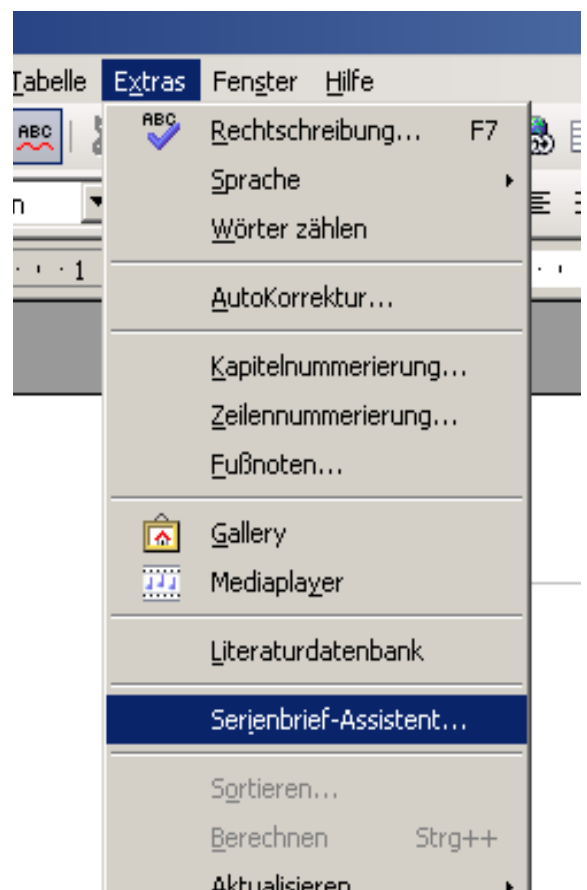 Tabelle Extras Fenster Hilfe
ABC
ABC Rechtschreibung... F7
Sprache
n
Wörter zählen
1
AutoKorrektur...
Kapitelnummerierung...
Zeilennummerierung...
Fußnoten...
Gallery
Mediaplayer
Literaturdatenbank
Serienbrief-Assistent...
Sortieren...
Berechnen Strg++
Aktualisieren